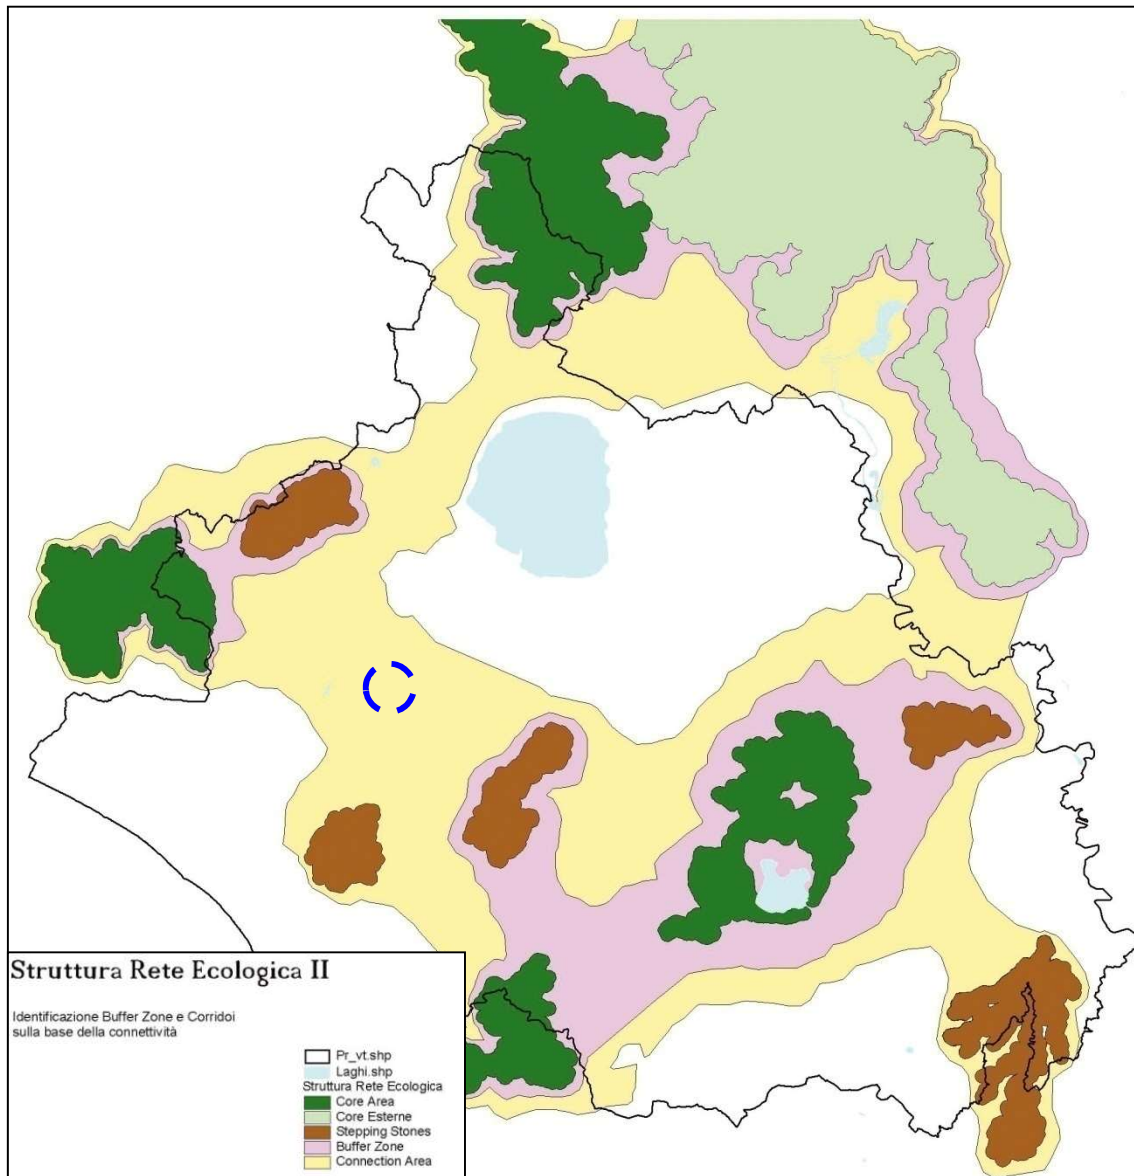 Struttura Rete Ecologica II
Identificazione Buffer Zone e Corridoi
sulla base della connettività
Pr_vt.shp
Laghi.shp
Struttura Rete Ecologica
Core Area
Core Esterne
Stepping Stones
Buffer Zone
Connection Area